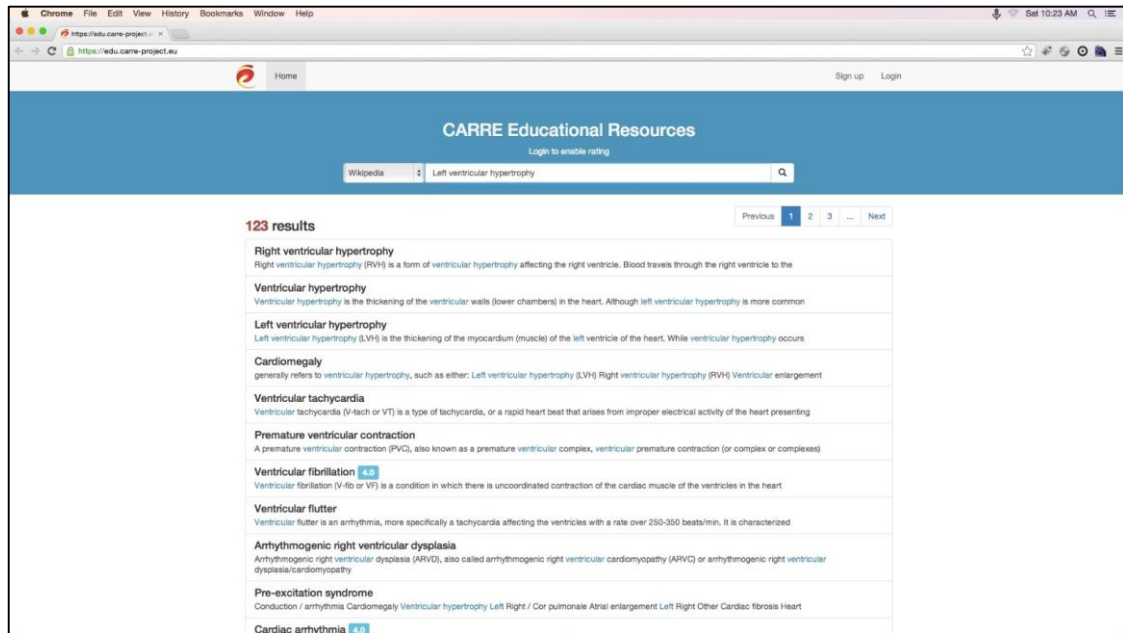 Chrome File Edit View History Bookmarks Window Help Sat 10:23 AM
https://edu.carre-project.e
https://edu.carre-project.eu
Home Sign up Login
CARRE Educational Resources
Login to enable rating
Wikipedia Left ventricular hypertrophy
123 results Previous 1 2 3 ... Next
Right ventricular hypertrophy
Right ventricular hypertrophy (RVH) is a form of ventricular hypertrophy affecting the right ventricle. Blood travels through the right ventricle to the
Ventricular hypertrophy
Ventricular hypertrophy is the thickening of the ventricular walls (lower chambers) in the heart. Although left ventricular hypertrophy is more common
Left ventricular hypertrophy
Left ventricular hypertrophy (LVH) is the thickening of the myocardium (muscle) of the left ventricle of the heart. While ventricular hypertrophy occurs
Cardiomegaly
generally refers to ventricular hypertrophy, such as either: Left ventricular hypertrophy (LVH) Right ventricular hypertrophy (RVH) Ventricular enlargement
Ventricular tachycardia
Ventricular tachycardia (V-tach or VT) is a type of tachycardia, or a rapid heart beat that arises from improper electrical activity of the heart presenting
Premature ventricular contraction
A premature ventricular contraction (PVC), also known as a premature ventricular complex, ventricular premature contraction (or complex or complexes)
Ventricular fibrillation 4.0
Ventricular fibrillation (V-fib or VF) is a condition in which there is uncoordinated contraction of the cardiac muscle of the ventricles in the heart
Ventricular flutter
Ventricular flutter is an arrhythmia, more specifically a tachycardia affecting the ventricles with a rate over 250-350 beats/min. It is characterized
Arrhythmogenic right ventricular dysplasia
Arrhythmogenic right ventricular dysplasia (ARVD), also called arrhythmogenic right ventricular cardiomyopathy (ARVC) or arrhythmogenic right ventricular
dysplasia/cardiomyopathy
Pre-excitation syndrome
Conduction / arrhythmia Cardiomegaly Ventricular hypertrophy Left Right / Cor pulmonale Atrial enlargement Left Right Other Cardiac fibrosis Heart
Cardiac arrhythmia 4.0